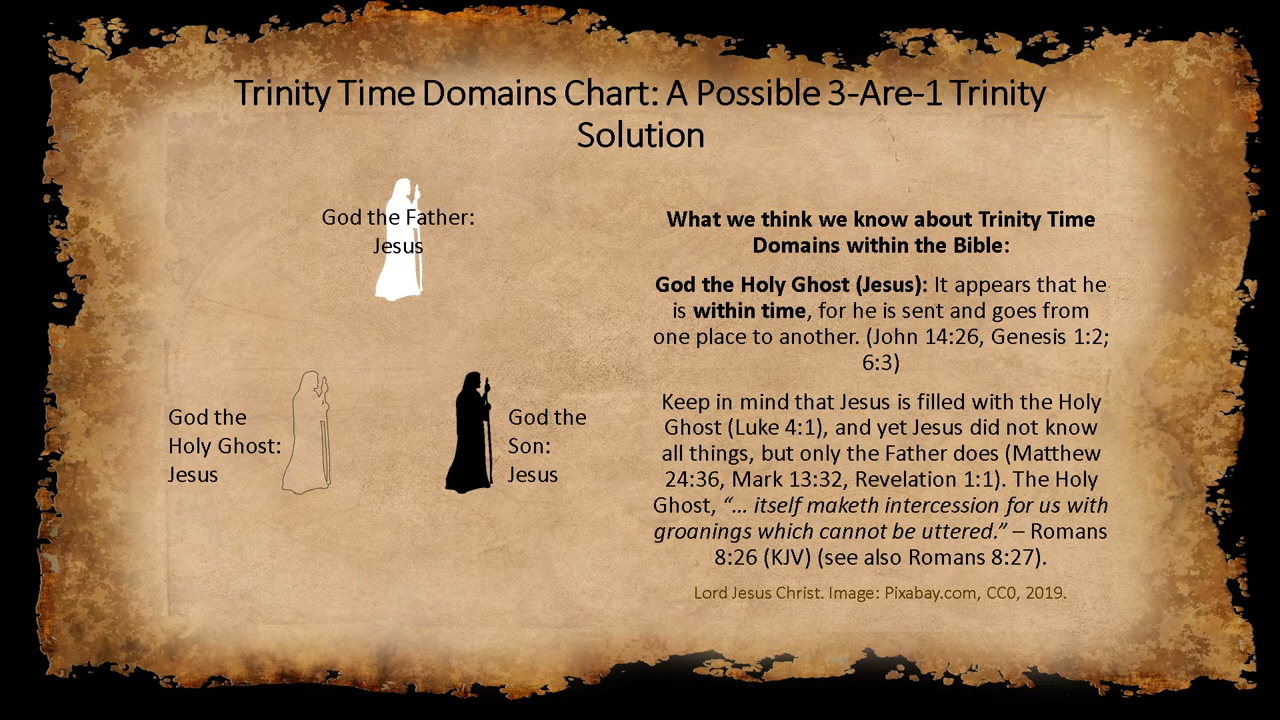 Trinity Time Domains Chart: A Possible 3-Are-1 Trinity
Solution
God the Father:
Jesus
God the
Holy Ghost:
Jesus
God the
Son:
Jesus
What we think we know about Trinity Time
Domains within the Bible:
God the Holy Ghost (Jesus): It appears that he
is within time, for he is sent and goes from
one place to another. (John 14:26, Genesis 1:2;
6:3)
Keep in mind that Jesus is filled with the Holy
Ghost (Luke 4:1), and yet Jesus did not know
all things, but only the Father does (Matthew
24:36, Mark 13:32, Revelation 1:1). The Holy
Ghost, “… itself maketh intercession for us with
groanings which cannot be uttered.” – Romans
8:26 (KJV) (see also Romans 8:27).
Lord Jesus Christ. Image: Pixabay.com, CC0, 2019.